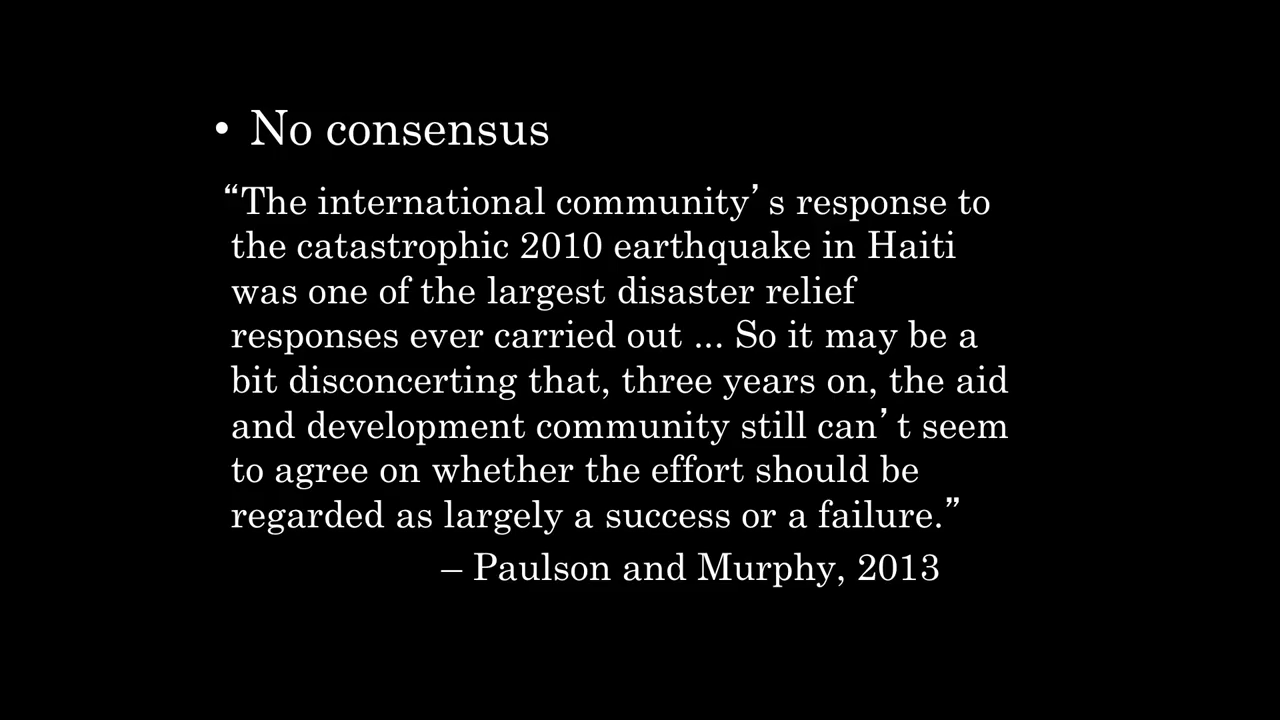 • No consensus
“The international community’s response to
the catastrophic 2010 earthquake in Haiti
was one of the largest disaster relief
responses ever carried out ... So it may be a
bit disconcerting that, three years on, the aid
and development community still can’t seem
to agree on whether the effort should be
regarded as largely a success or a failure.”
– Paulson and Murphy, 2013